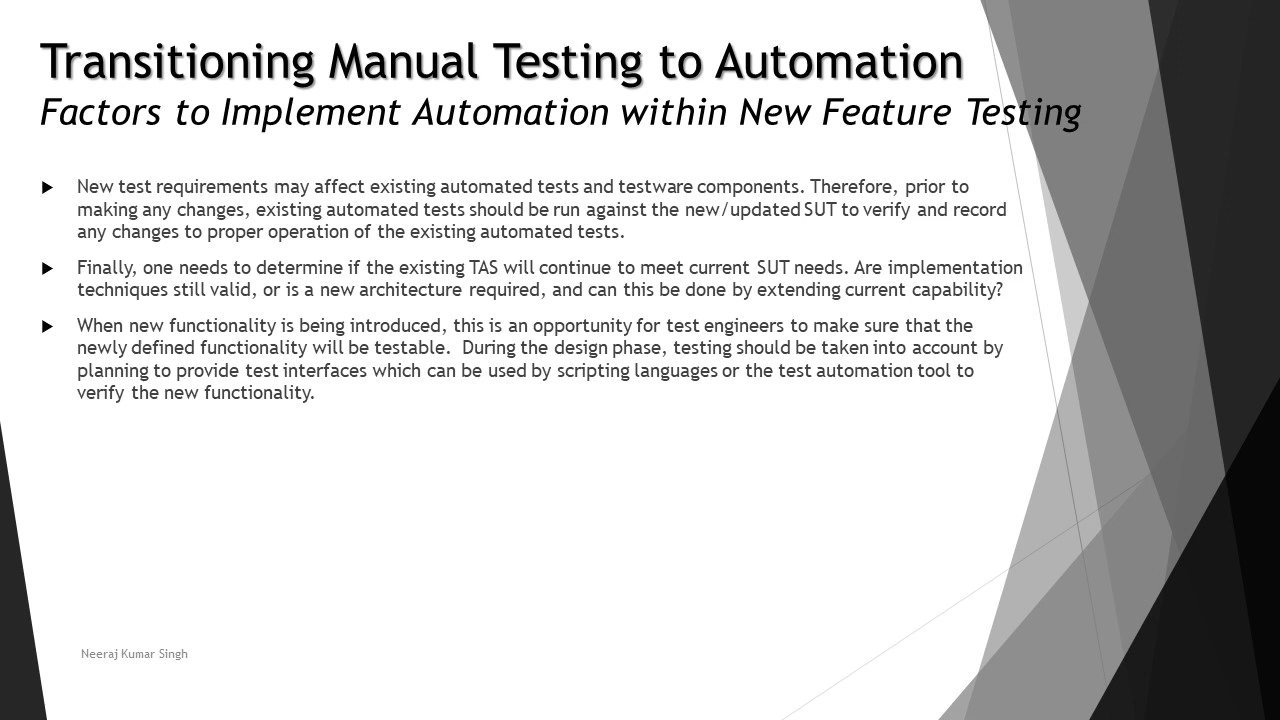 Transitioning Manual Testing to Automation
Factors to Implement Automation within New Feature Testing
New test requirements may affect existing automated tests and testware components. Therefore, prior to
making any changes, existing automated tests should be run against the new/updated SUT to verify and record
any changes to proper operation of the existing automated tests.
Finally, one needs to determine if the existing TAS will continue to meet current SUT needs. Are implementation
techniques still valid, or is a new architecture required, and can this be done by extending current capability?
When new functionality is being introduced, this is an opportunity for test engineers to make sure that the
newly defined functionality will be testable.  During the design phase, testing should be taken into account by
planning to provide test interfaces which can be used by scripting languages or the test automation tool to
verify the new functionality.
Neeraj Kumar Singh